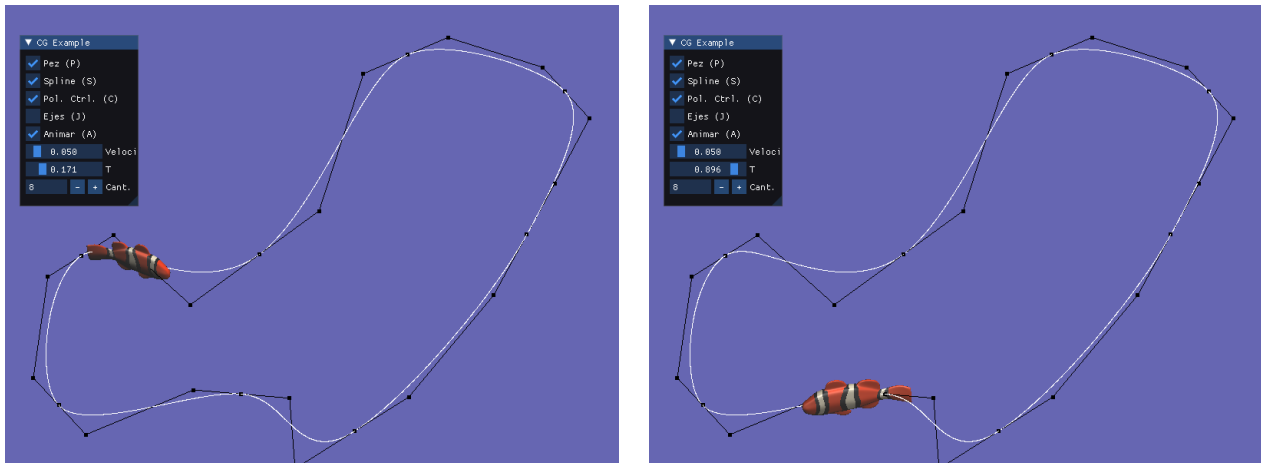 CG Example
Pez (P)
Spline (S)
Pol. Ctrl. (C)
Ejes (J)
Animar (A)
0.050 Veloci
0.171 T
8 - + Cant.
CG Example
Pez (P)
Spline (S)
Pol. Ctrl. (C)
Ejes (J)
Animar (A)
0.050 Veloci
0.896 T
8 - + Cant.